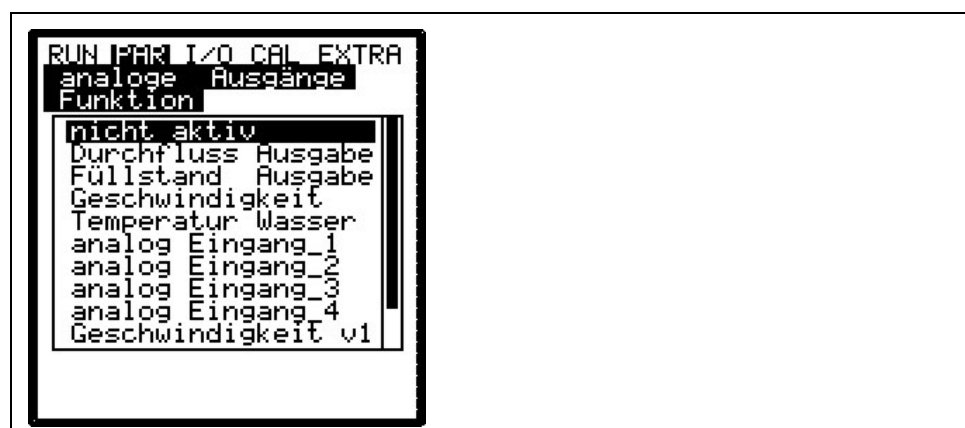 RUN PAR I/O CAL EXTRA
analoge Ausgänge
Funktion
nicht aktiv
Durchfluss Ausgabe
Füllstand Ausgabe
Geschwindigkeit
Temperatur Wasser
analog Eingang_1
analog Eingang_2
analog Eingang_3
analog Eingang_4
Geschwindigkeit v1